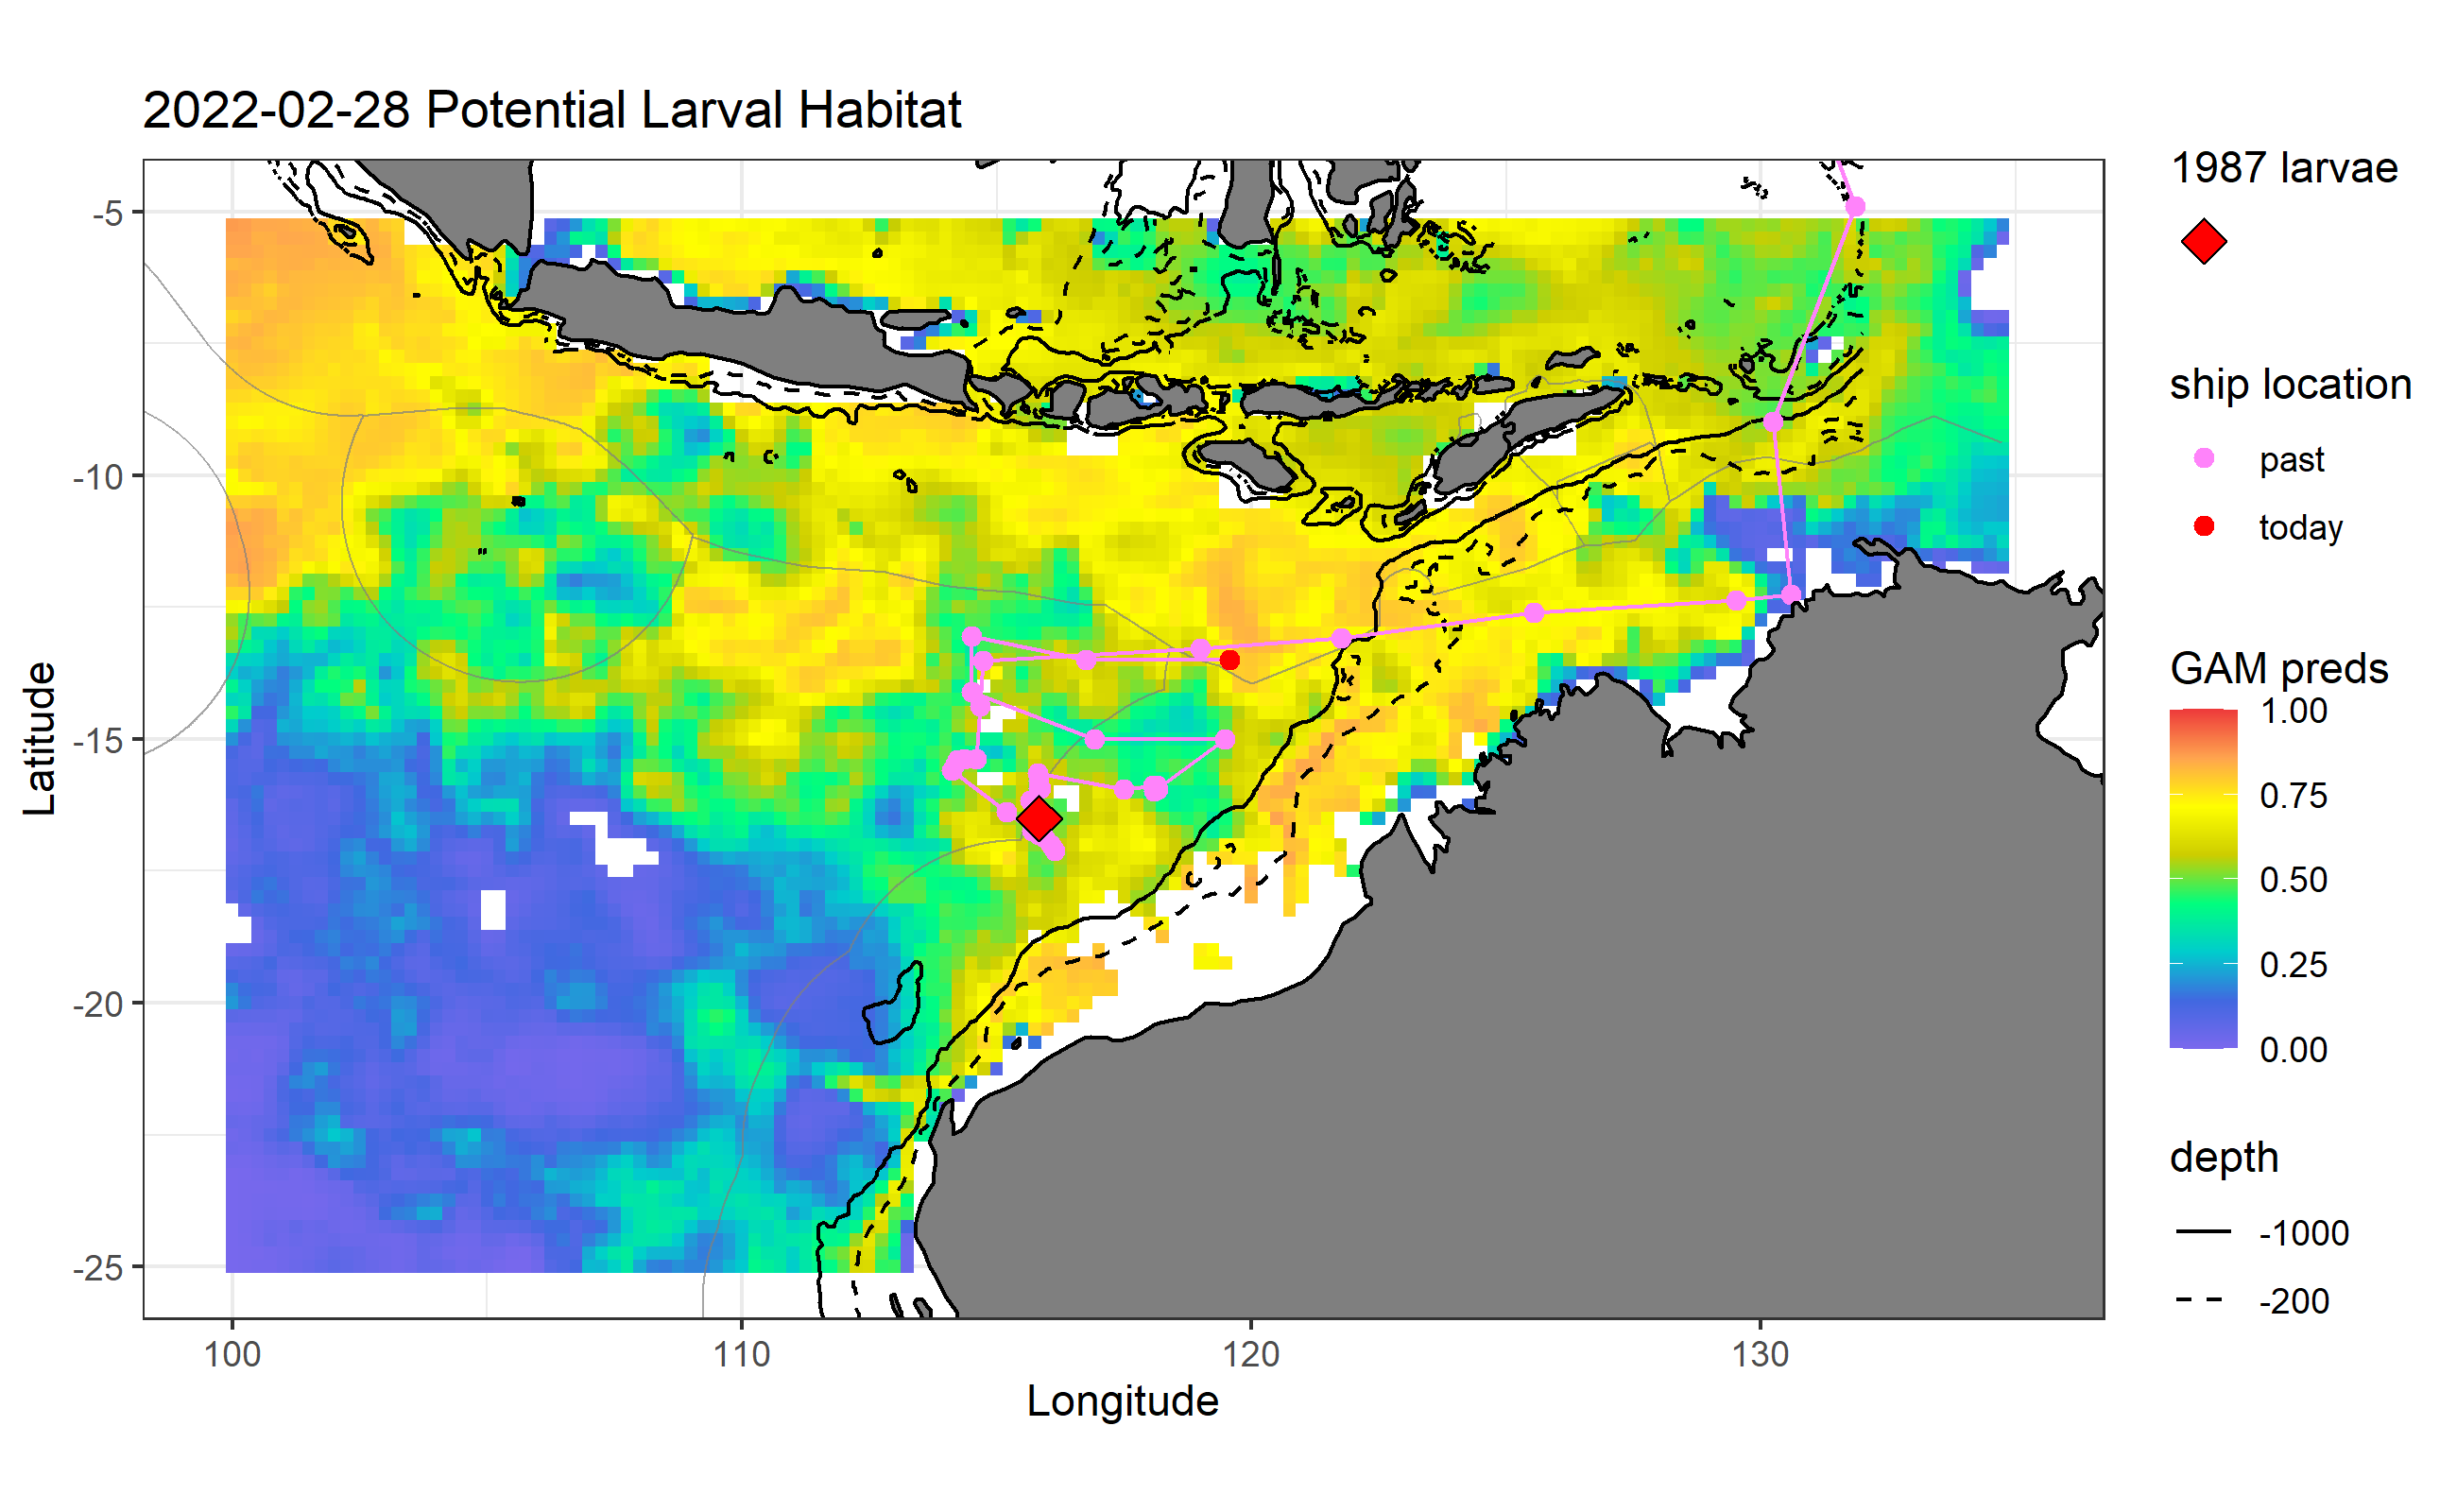 2022-02-28 Potential Larval Habitat
-5
-10
-15
-20
-25
Latitude
100
110
120
130
Longitude
1987 larvae
ship location
past
today
GAM preds
1.00
0.75
0.50
0.25
0.00
depth
-1000
-200